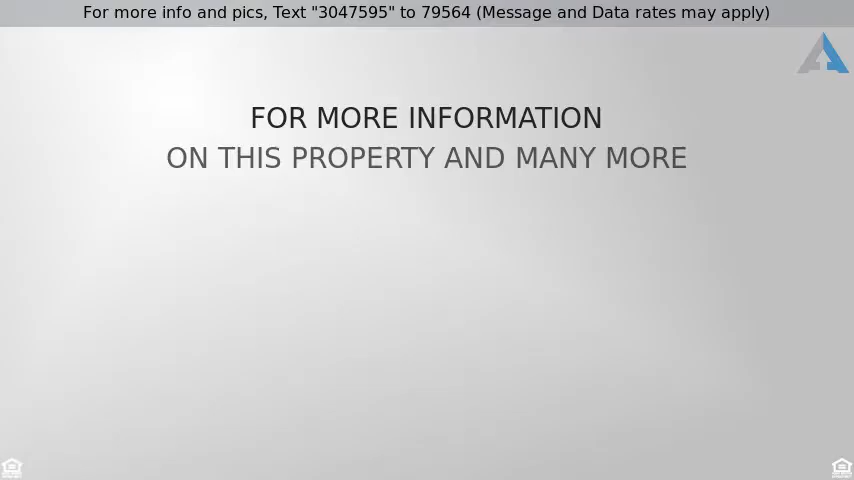 For more info and pics, Text "3047595" to 79564 (Message and Data rates may apply)
FOR MORE INFORMATION
ON THIS PROPERTY AND MANY MORE